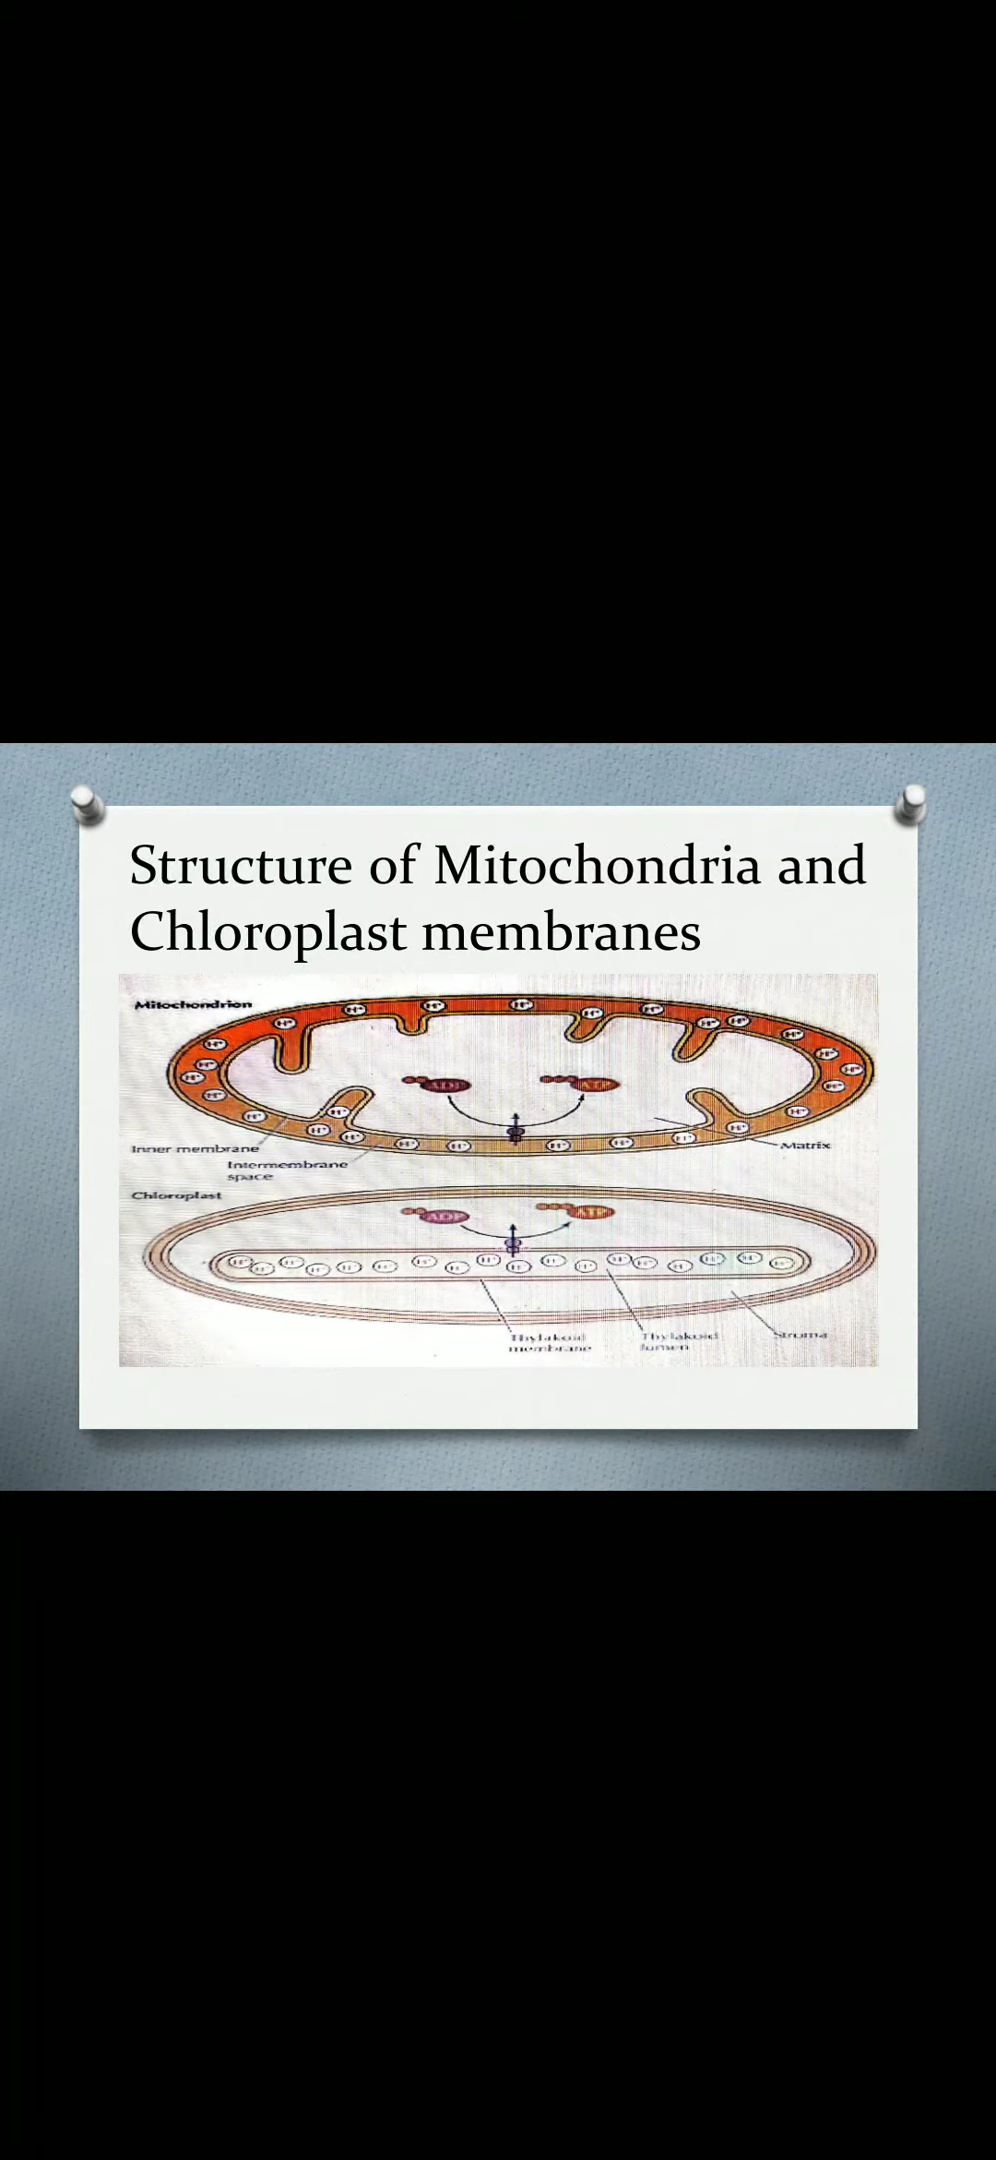 Structure of Mitochondria and
Chloroplast membranes
Mitochondrion
H⁺ H⁺ H⁺ H⁺ H⁺ H⁺ H⁺
H⁺ H⁺ H⁺ H⁺
H⁺ H⁺ H⁺ H⁺
ADP ATP
H⁺ H⁺ H⁺ H⁺
H⁺ H⁺ H⁺
Inner membrane
Intermembrane
space
Matrix
Chloroplast
ADP ATP
Thylakoid
membrane
Thylakoid
lumen
Stroma